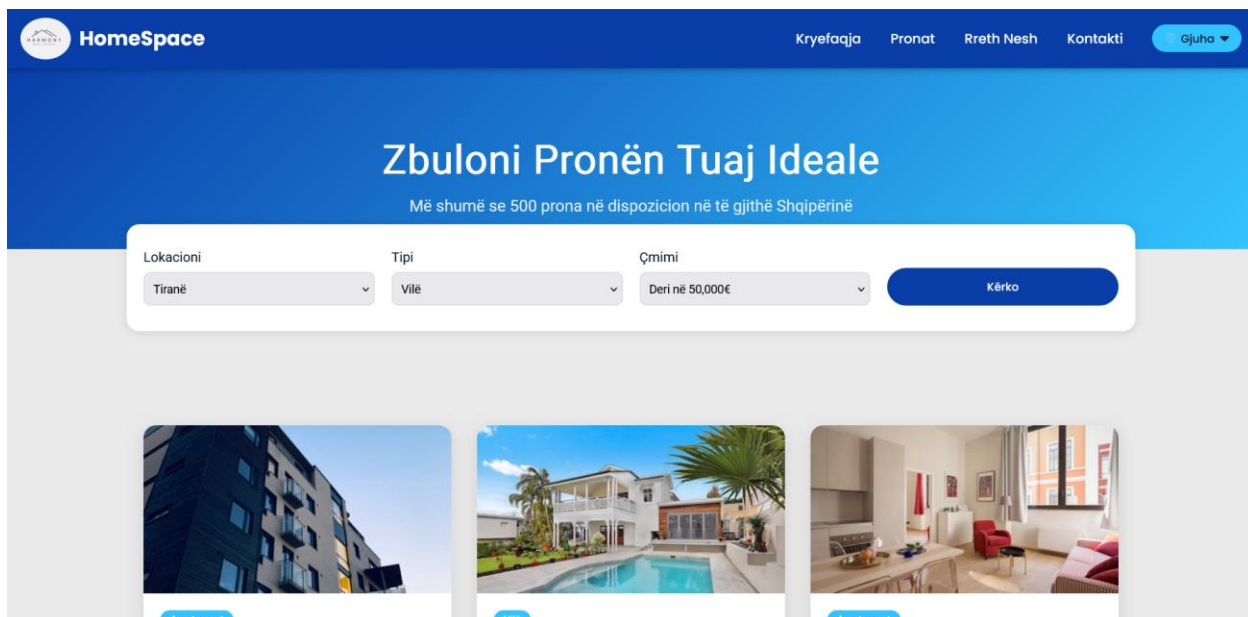 HARMONY
HomeSpace
Kryefaqja Pronat Rreth Nesh Kontakti Gjuha
Zbuloni Pronën Tuaj Ideale
Më shumë se 500 prona në dispozicion në të gjithë Shqipërinë
Lokacioni Tipi Çmimi
Tiranë Vilë Deri në 50,000€ Kërko